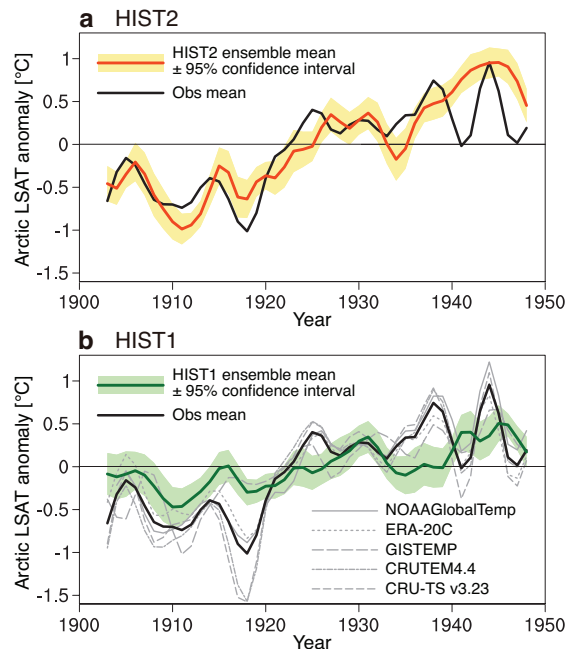 a HIST2
Arctic LSAT anomaly [°C]
1
0.5
0
-0.5
-1
-1.5
HIST2 ensemble mean
± 95% confidence interval
Obs mean
1900 1910 1920 1930 1940 1950
Year
b HIST1
Arctic LSAT anomaly [°C]
1
0.5
0
-0.5
-1
-1.5
HIST1 ensemble mean
± 95% confidence interval
Obs mean
NOAAGlobalTemp
ERA-20C
GISTEMP
CRUTEM4.4
CRU-TS v3.23
1900 1910 1920 1930 1940 1950
Year